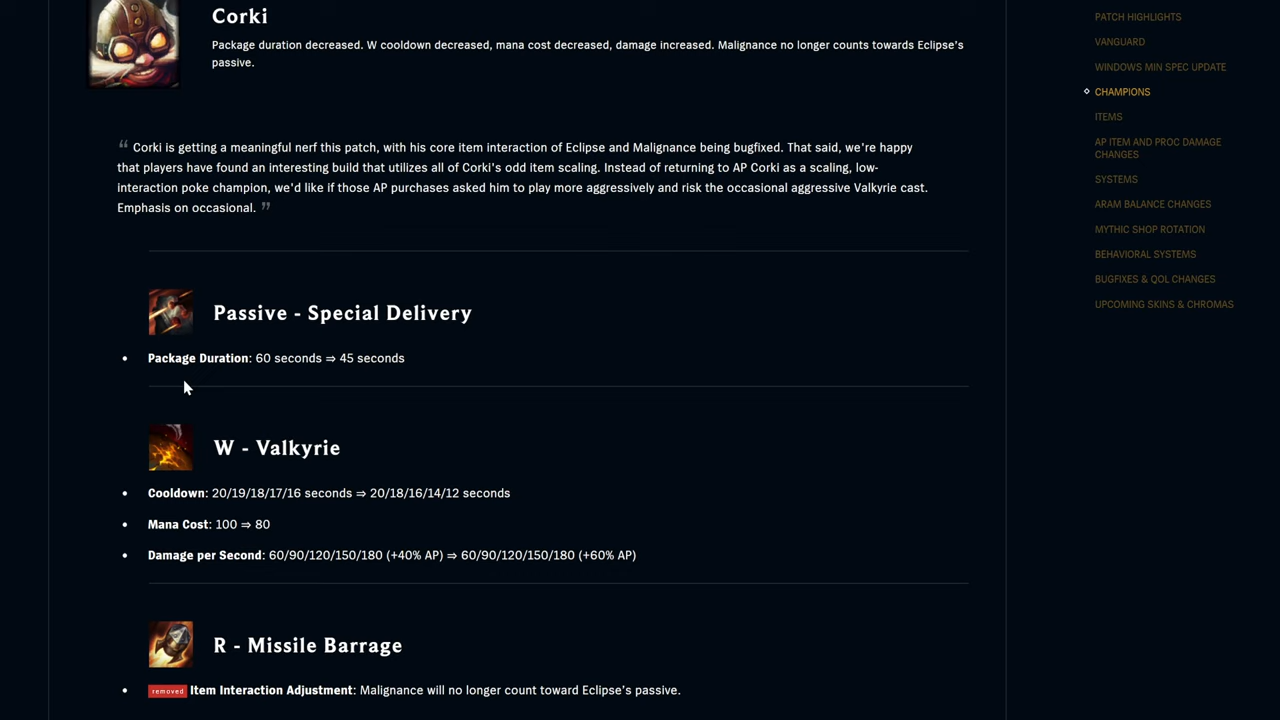 Corki
Package duration decreased. W cooldown decreased, mana cost decreased, damage increased. Malignance no longer counts towards Eclipse's
passive.
“ Corki is getting a meaningful nerf this patch, with his core item interaction of Eclipse and Malignance being bugfixed. That said, we're happy
that players have found an interesting build that utilizes all of Corki's odd item scaling. Instead of returning to AP Corki as a scaling, low-
interaction poke champion, we'd like if those AP purchases asked him to play more aggressively and risk the occasional aggressive Valkyrie cast.
Emphasis on occasional. ”
Passive - Special Delivery
• Package Duration: 60 seconds ⇒ 45 seconds
W - Valkyrie
• Cooldown: 20/19/18/17/16 seconds ⇒ 20/18/16/14/12 seconds
• Mana Cost: 100 ⇒ 80
• Damage per Second: 60/90/120/150/180 (+40% AP) ⇒ 60/90/120/150/180 (+60% AP)
R - Missile Barrage
• removed Item Interaction Adjustment: Malignance will no longer count toward Eclipse's passive.
PATCH HIGHLIGHTS
VANGUARD
WINDOWS MIN SPEC UPDATE
CHAMPIONS
ITEMS
AP ITEM AND PROC DAMAGE
CHANGES
SYSTEMS
ARAM BALANCE CHANGES
MYTHIC SHOP ROTATION
BEHAVIORAL SYSTEMS
BUGFIXES & QOL CHANGES
UPCOMING SKINS & CHROMAS